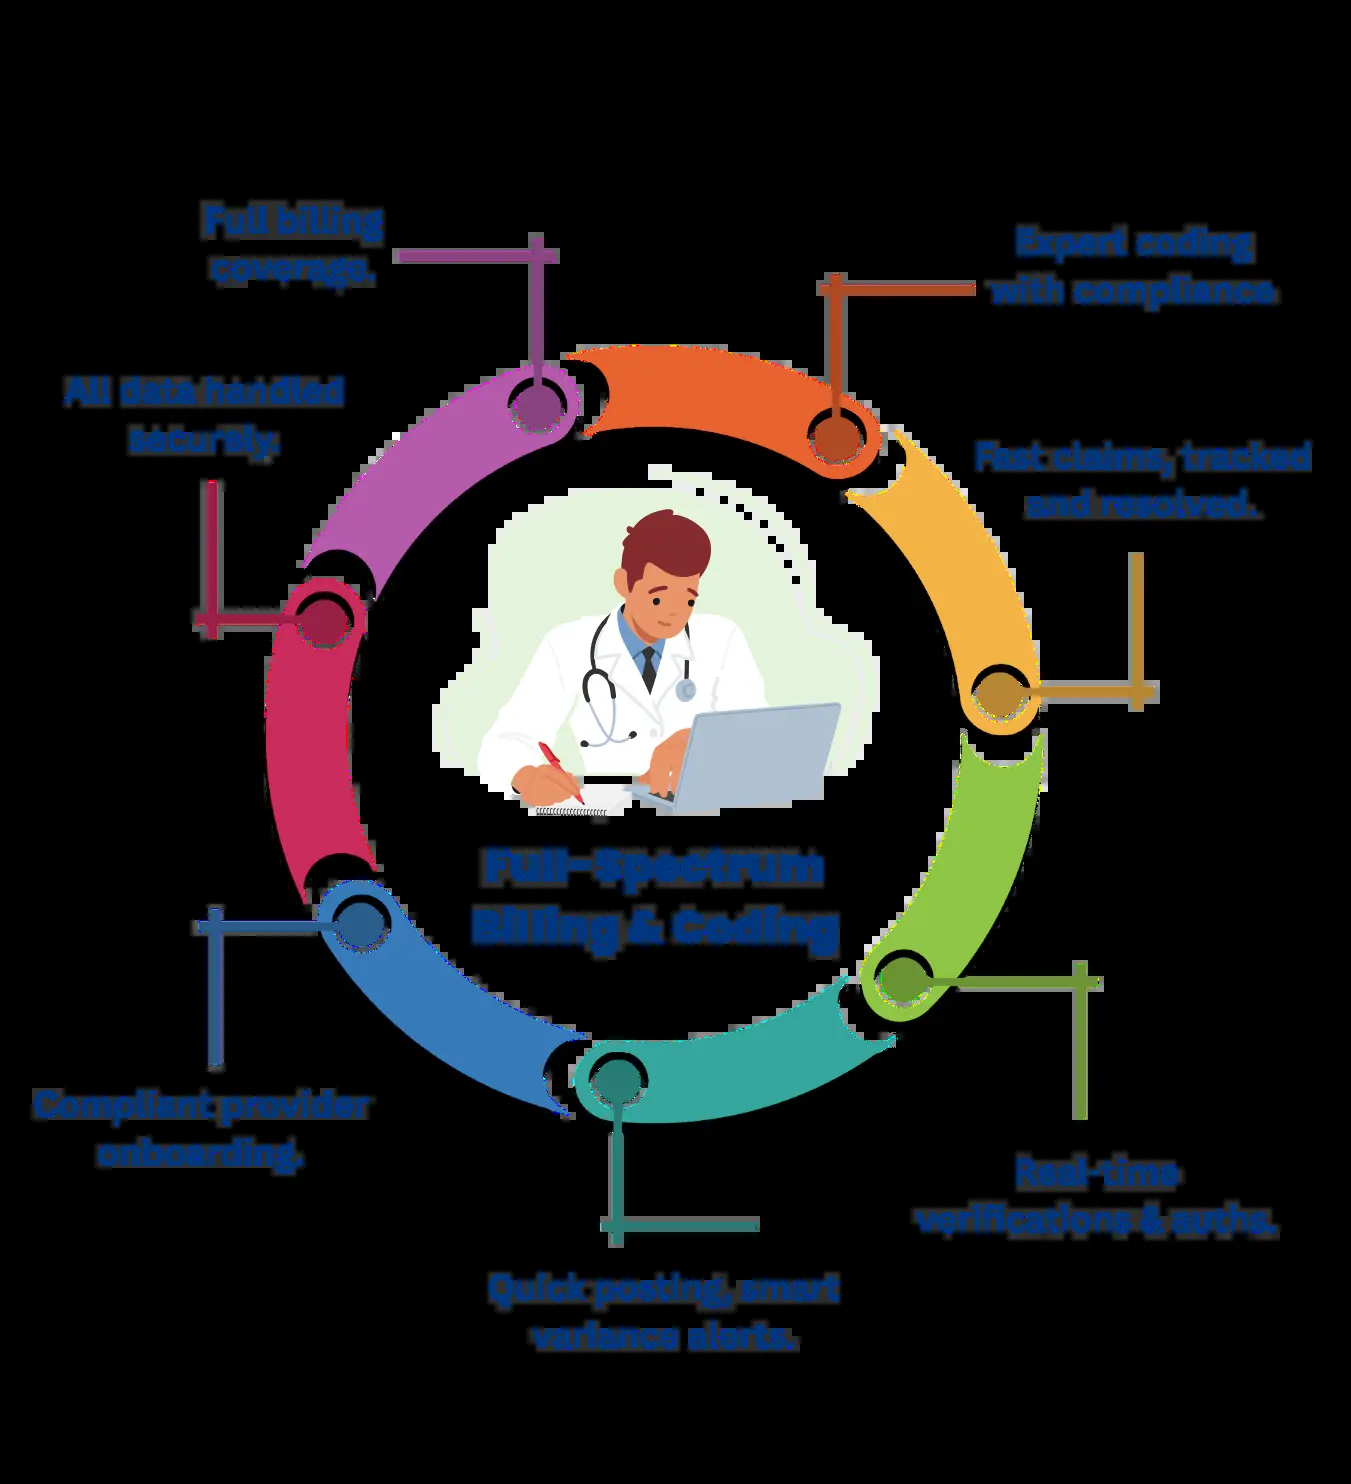 Full billing
coverage.
Expert coding
with compliance.
All data handled
securely.
Fast claims, tracked
and resolved.
Full-Spectrum
Billing & Coding
Compliant provider
onboarding.
Real-time
verifications & auths.
Quick posting, smart
variance alerts.